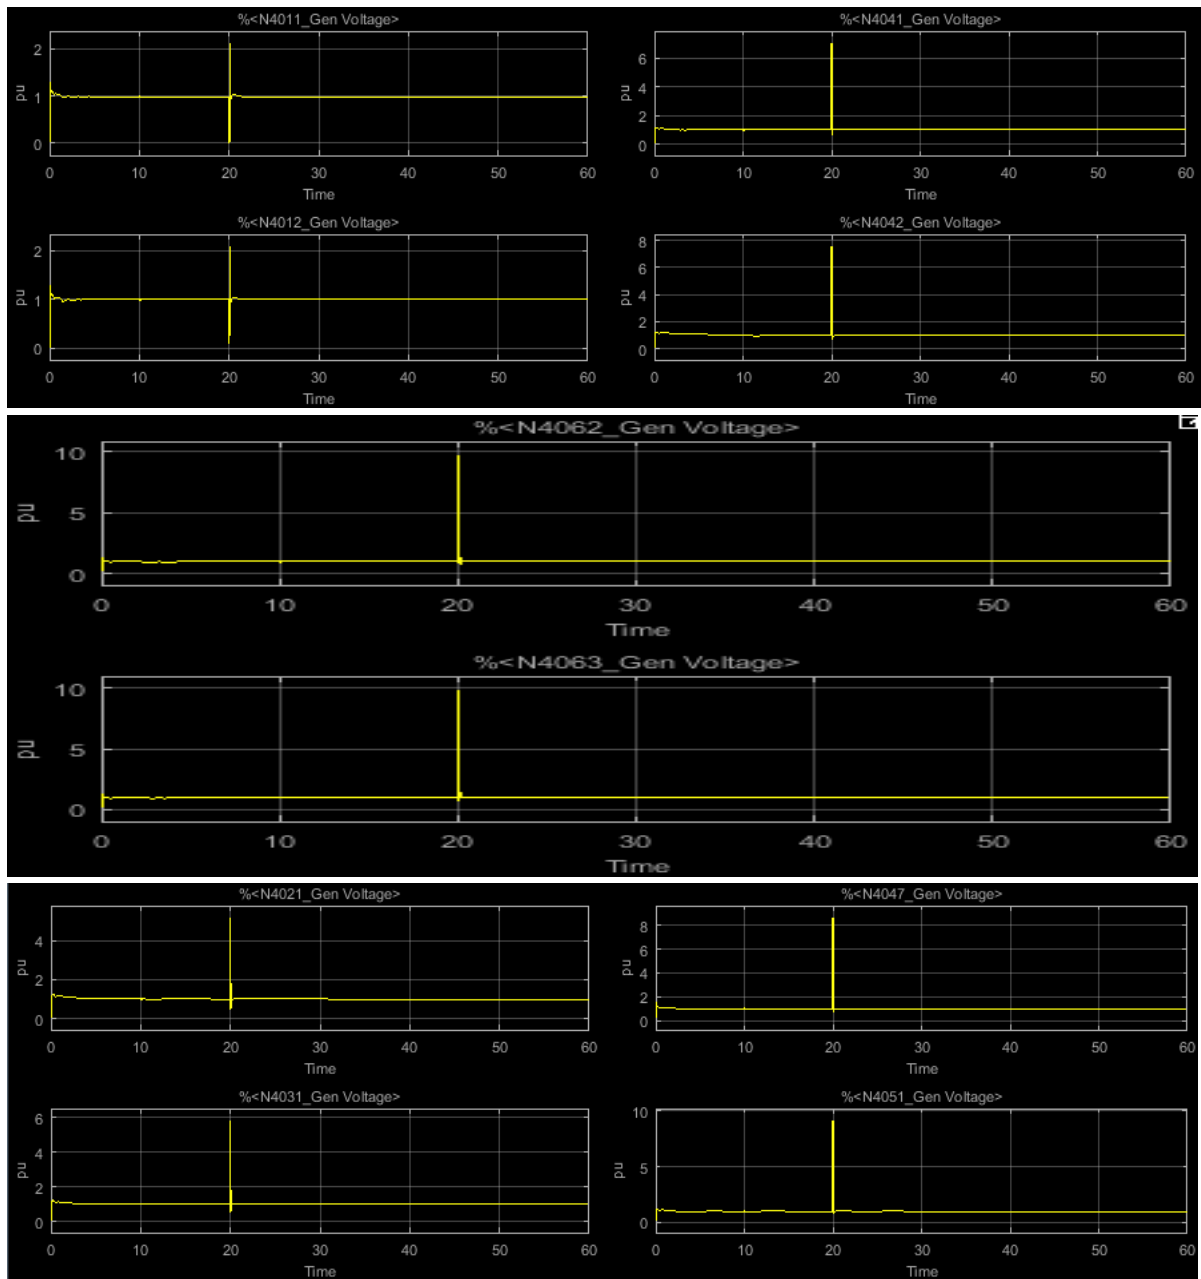 %<N4011_Gen Voltage>
2
1
0
pu
0 10 20 30 40 50 60
Time
%<N4041_Gen Voltage>
6
4
2
0
pu
0 10 20 30 40 50 60
Time
%<N4012_Gen Voltage>
2
1
0
pu
0 10 20 30 40 50 60
Time
%<N4042_Gen Voltage>
8
6
4
2
0
pu
0 10 20 30 40 50 60
Time
%<N4062_Gen Voltage>
10
5
0
pu
0 10 20 30 40 50 60
Time
%<N4063_Gen Voltage>
10
5
0
pu
0 10 20 30 40 50 60
Time
%<N4021_Gen Voltage>
4
2
0
pu
0 10 20 30 40 50 60
Time
%<N4047_Gen Voltage>
8
6
4
2
0
pu
0 10 20 30 40 50 60
Time
%<N4031_Gen Voltage>
6
4
2
0
pu
0 10 20 30 40 50 60
Time
%<N4051_Gen Voltage>
10
5
0
pu
0 10 20 30 40 50 60
Time